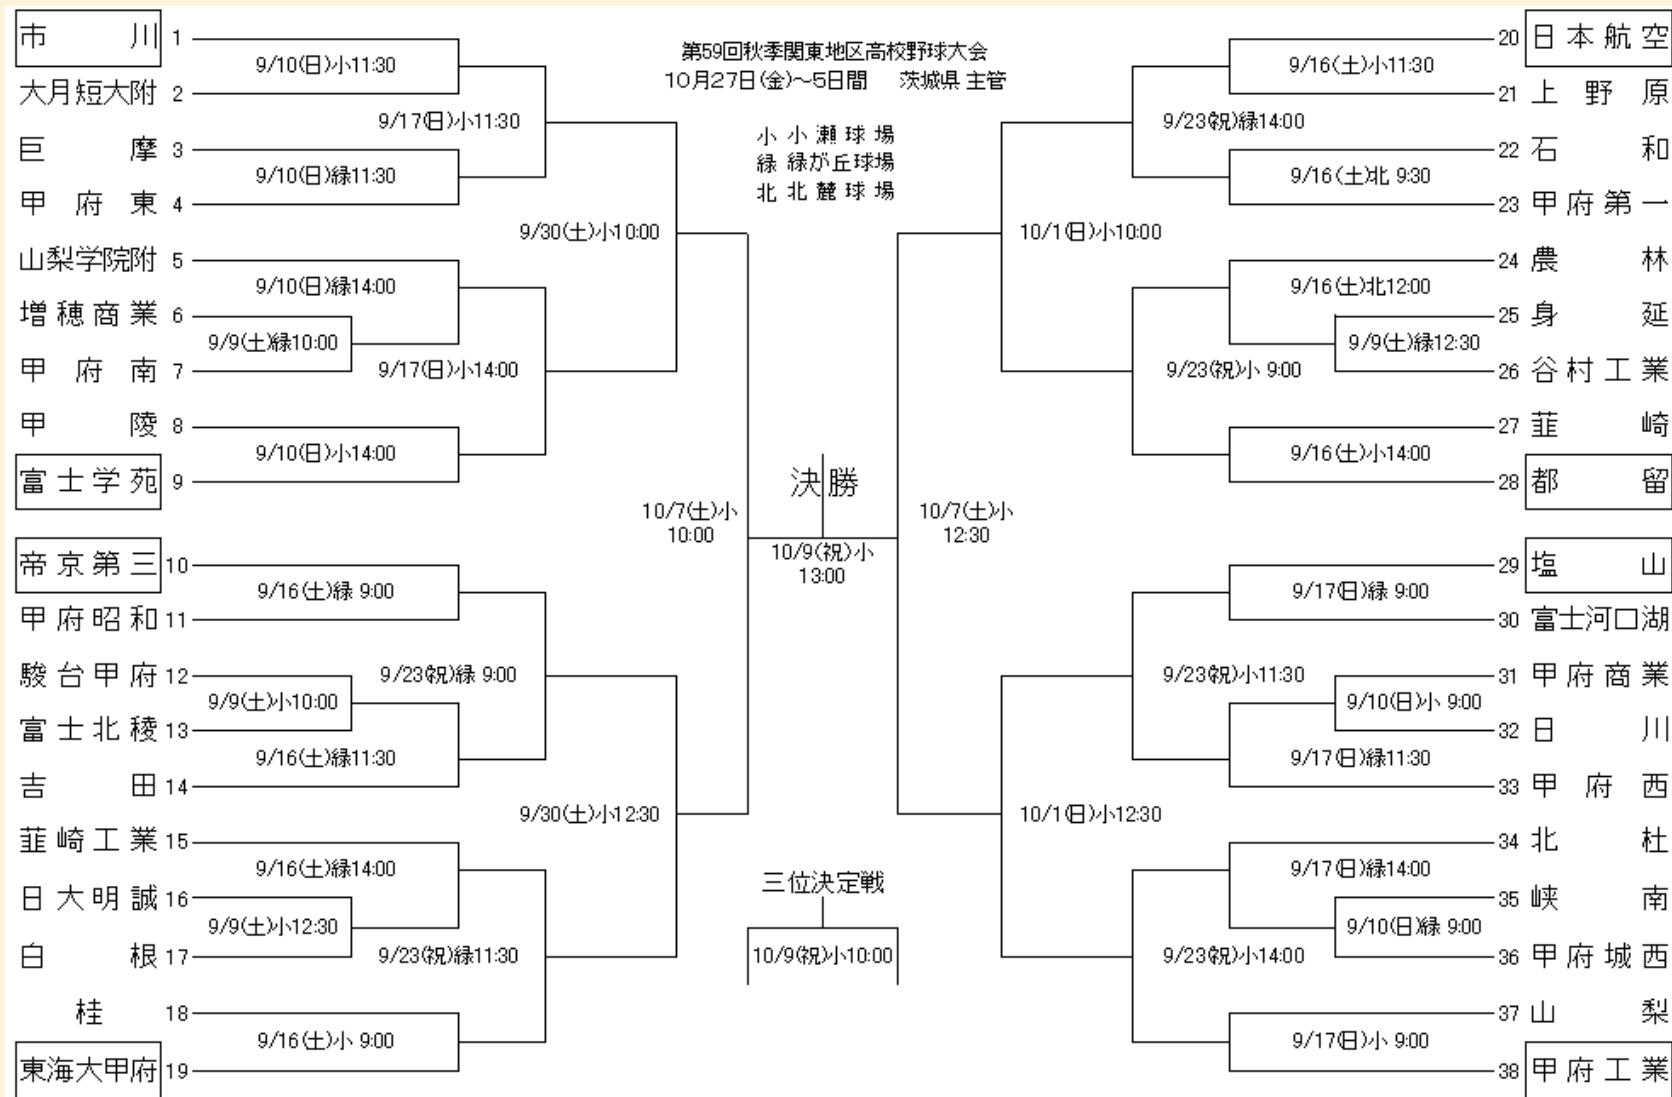 第59回秋季関東地区高校野球大会
10月27日(金)～5日間　茨城県 主管
小 小瀬球場
緑 緑が丘球場
北 北麓球場
市川 1
9/10(日)小11:30
大月短大附 2
9/17(日)小11:30
巨摩 3
9/10(日)緑11:30
甲府東 4
9/30(土)小10:00
山梨学院附 5
9/10(日)緑14:00
増穂商業 6
9/9(土)緑10:00
甲府南 7
9/17(日)小14:00
甲陵 8
9/10(日)小14:00
富士学苑 9
10/7(土)小
10:00
帝京第三 10
9/16(土)緑 9:00
甲府昭和 11
駿台甲府 12
9/23(祝)緑 9:00
9/9(土)小10:00
富士北稜 13
9/16(土)緑11:30
吉田 14
9/30(土)小12:30
韮崎工業 15
9/16(土)緑14:00
日大明誠 16
9/9(土)小12:30
白根 17
9/23(祝)緑11:30
桂 18
9/16(土)小 9:00
東海大甲府 19
決勝
10/9(祝)小
13:00
三位決定戦
10/9(祝)小10:00
20 日本航空
9/16(土)小11:30
21 上野原
9/23(祝)緑14:00
22 石和
9/16(土)北 9:30
23 甲府第一
10/1(日)小10:00
24 農林
9/16(土)北12:00
25 身延
9/9(土)緑12:30
26 谷村工業
9/23(祝)小 9:00
27 韮崎
9/16(土)小14:00
28 都留
10/7(土)小
12:30
29 塩山
9/17(日)緑 9:00
30 富士河口湖
9/23(祝)小11:30
31 甲府商業
9/10(日)小 9:00
32 日川
9/17(日)緑11:30
33 甲府西
10/1(日)小12:30
34 北杜
9/17(日)緑14:00
35 峡南
9/10(日)緑 9:00
36 甲府城西
9/23(祝)小14:00
37 山梨
9/17(日)小 9:00
38 甲府工業